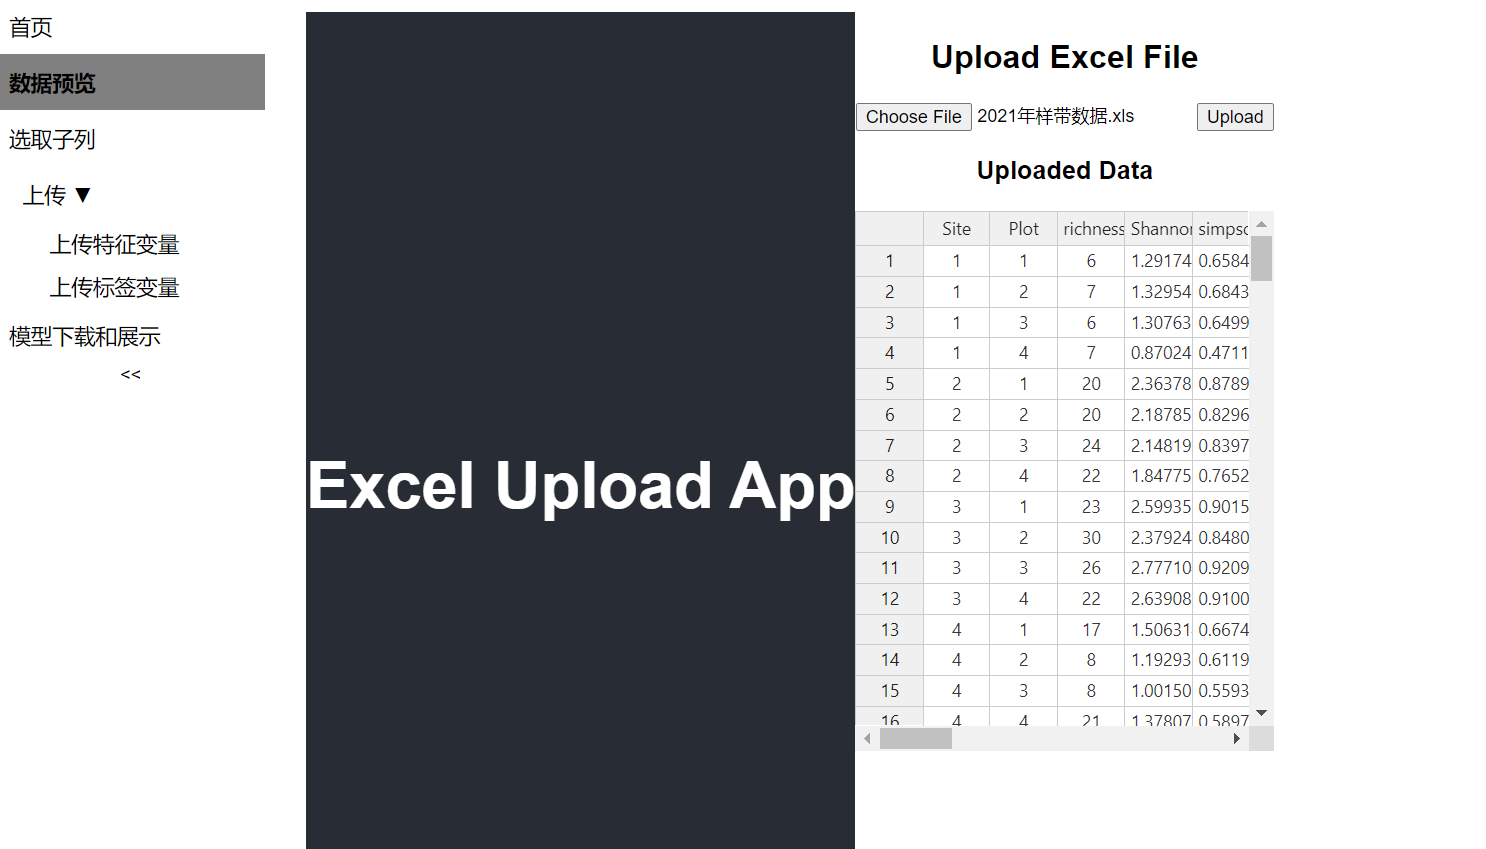 首页
数据预览
选取子列
上传 ▼
上传特征变量
上传标签变量
模型下载和展示
<<
Excel Upload App
Upload Excel File
Choose File 2021年样带数据.xls Upload
Uploaded Data
Site Plot richness Shannon simpso
1 1 1 6 1.29174 0.6584
2 1 2 7 1.32954 0.6843
3 1 3 6 1.30763 0.6499
4 1 4 7 0.87024 0.4711
5 2 1 20 2.36378 0.8789
6 2 2 20 2.18785 0.8296
7 2 3 24 2.14819 0.8397
8 2 4 22 1.84775 0.7652
9 3 1 23 2.59935 0.9015
10 3 2 30 2.37924 0.8480
11 3 3 26 2.77710 0.9209
12 3 4 22 2.63908 0.9100
13 4 1 17 1.50631 0.6674
14 4 2 8 1.19293 0.6119
15 4 3 8 1.00150 0.5593
16 4 4 21 1.37807 0.5897